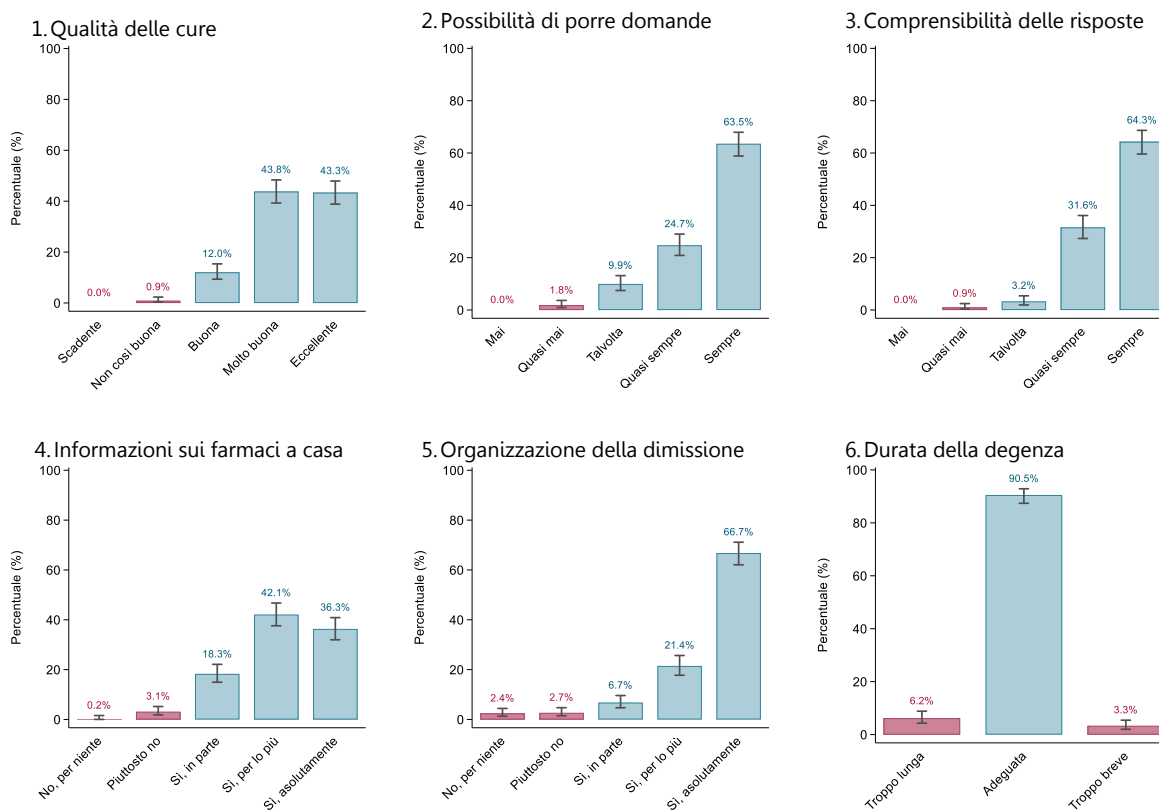 1. Qualità delle cure
100
80
60
40
20
0
Percentuale (%)
0.0%
0.9%
12.0%
43.8%
43.3%
Scadente
Non così buona
Buona
Molto buona
Eccellente
2. Possibilità di porre domande
100
80
60
40
20
0
Percentuale (%)
0.0%
1.8%
9.9%
24.7%
63.5%
Mai
Quasi mai
Talvolta
Quasi sempre
Sempre
3. Comprensibilità delle risposte
100
80
60
40
20
0
Percentuale (%)
0.0%
0.9%
3.2%
31.6%
64.3%
Mai
Quasi mai
Talvolta
Quasi sempre
Sempre
4. Informazioni sui farmaci a casa
100
80
60
40
20
0
Percentuale (%)
0.2%
3.1%
18.3%
42.1%
36.3%
No, per niente
Piuttosto no
Sì, in parte
Sì, per lo più
Sì, asolutamente
5. Organizzazione della dimissione
100
80
60
40
20
0
Percentuale (%)
2.4%
2.7%
6.7%
21.4%
66.7%
No, per niente
Piuttosto no
Sì, in parte
Sì, per lo più
Sì, asolutamente
6. Durata della degenza
100
80
60
40
20
0
Percentuale (%)
6.2%
90.5%
3.3%
Troppo lunga
Adeguata
Troppo breve